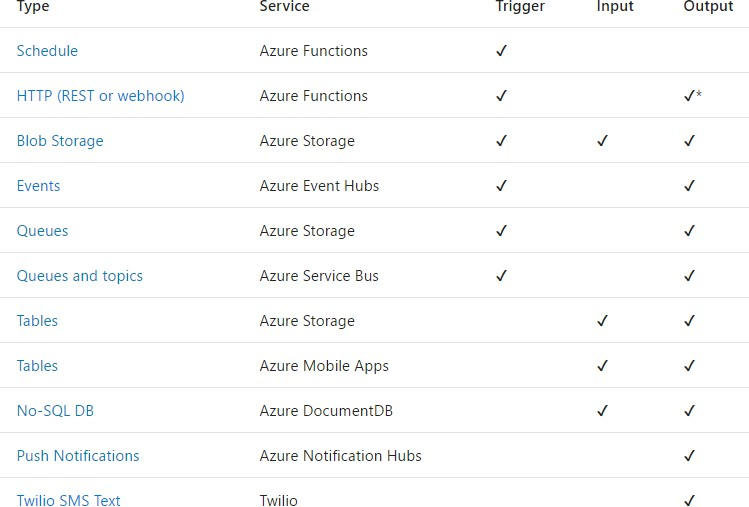 Type Service Trigger Input Output
Schedule Azure Functions ✓
HTTP (REST or webhook) Azure Functions ✓ ✓*
Blob Storage Azure Storage ✓ ✓ ✓
Events Azure Event Hubs ✓ ✓
Queues Azure Storage ✓ ✓
Queues and topics Azure Service Bus ✓ ✓
Tables Azure Storage ✓ ✓
Tables Azure Mobile Apps ✓ ✓
No-SQL DB Azure DocumentDB ✓ ✓
Push Notifications Azure Notification Hubs ✓
Twilio SMS Text Twilio ✓